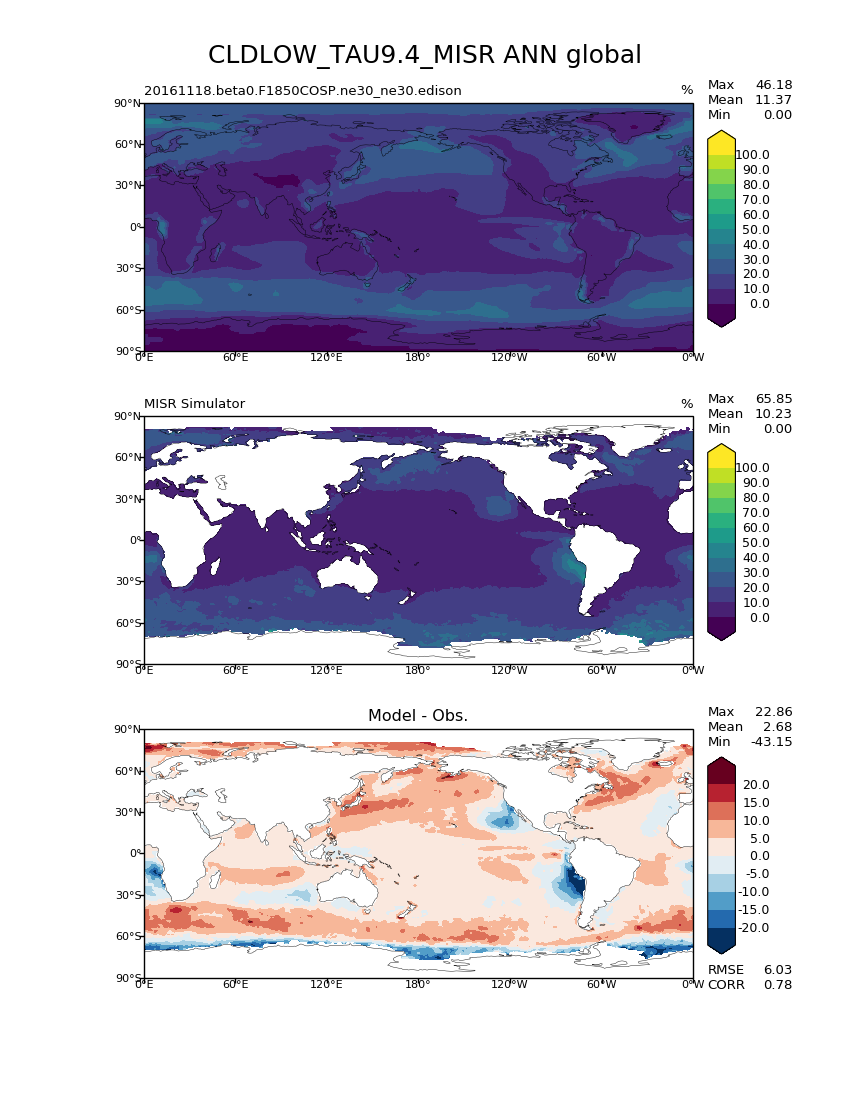 CLDLOW_TAU9.4_MISR ANN global
20161118.beta0.F1850COSP.ne30_ne30.edison %
Max 46.18
Mean 11.37
Min 0.00
90°N
60°N
30°N
0°
30°S
60°S
90°S
0°E 60°E 120°E 180° 120°W 60°W 0°W
100.0
90.0
80.0
70.0
60.0
50.0
40.0
30.0
20.0
10.0
0.0
MISR Simulator %
Max 65.85
Mean 10.23
Min 0.00
90°N
60°N
30°N
0°
30°S
60°S
90°S
0°E 60°E 120°E 180° 120°W 60°W 0°W
100.0
90.0
80.0
70.0
60.0
50.0
40.0
30.0
20.0
10.0
0.0
Model - Obs.
Max 22.86
Mean 2.68
Min -43.15
90°N
60°N
30°N
0°
30°S
60°S
90°S
0°E 60°E 120°E 180° 120°W 60°W 0°W
20.0
15.0
10.0
5.0
0.0
-5.0
-10.0
-15.0
-20.0
RMSE 6.03
CORR 0.78